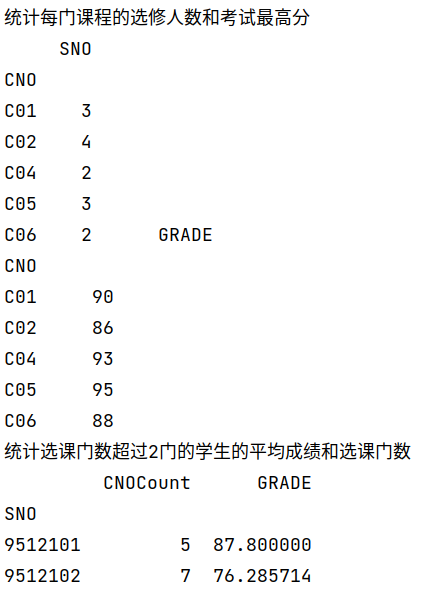 统计每门课程的选修人数和考试最高分
SNO
CNO
C01 3
C02 4
C04 2
C05 3
C06 2 GRADE
CNO
C01 90
C02 86
C04 93
C05 95
C06 88
统计选课门数超过2门的学生的平均成绩和选课门数
CNOCount GRADE
SNO
9512101 5 87.800000
9512102 7 76.285714